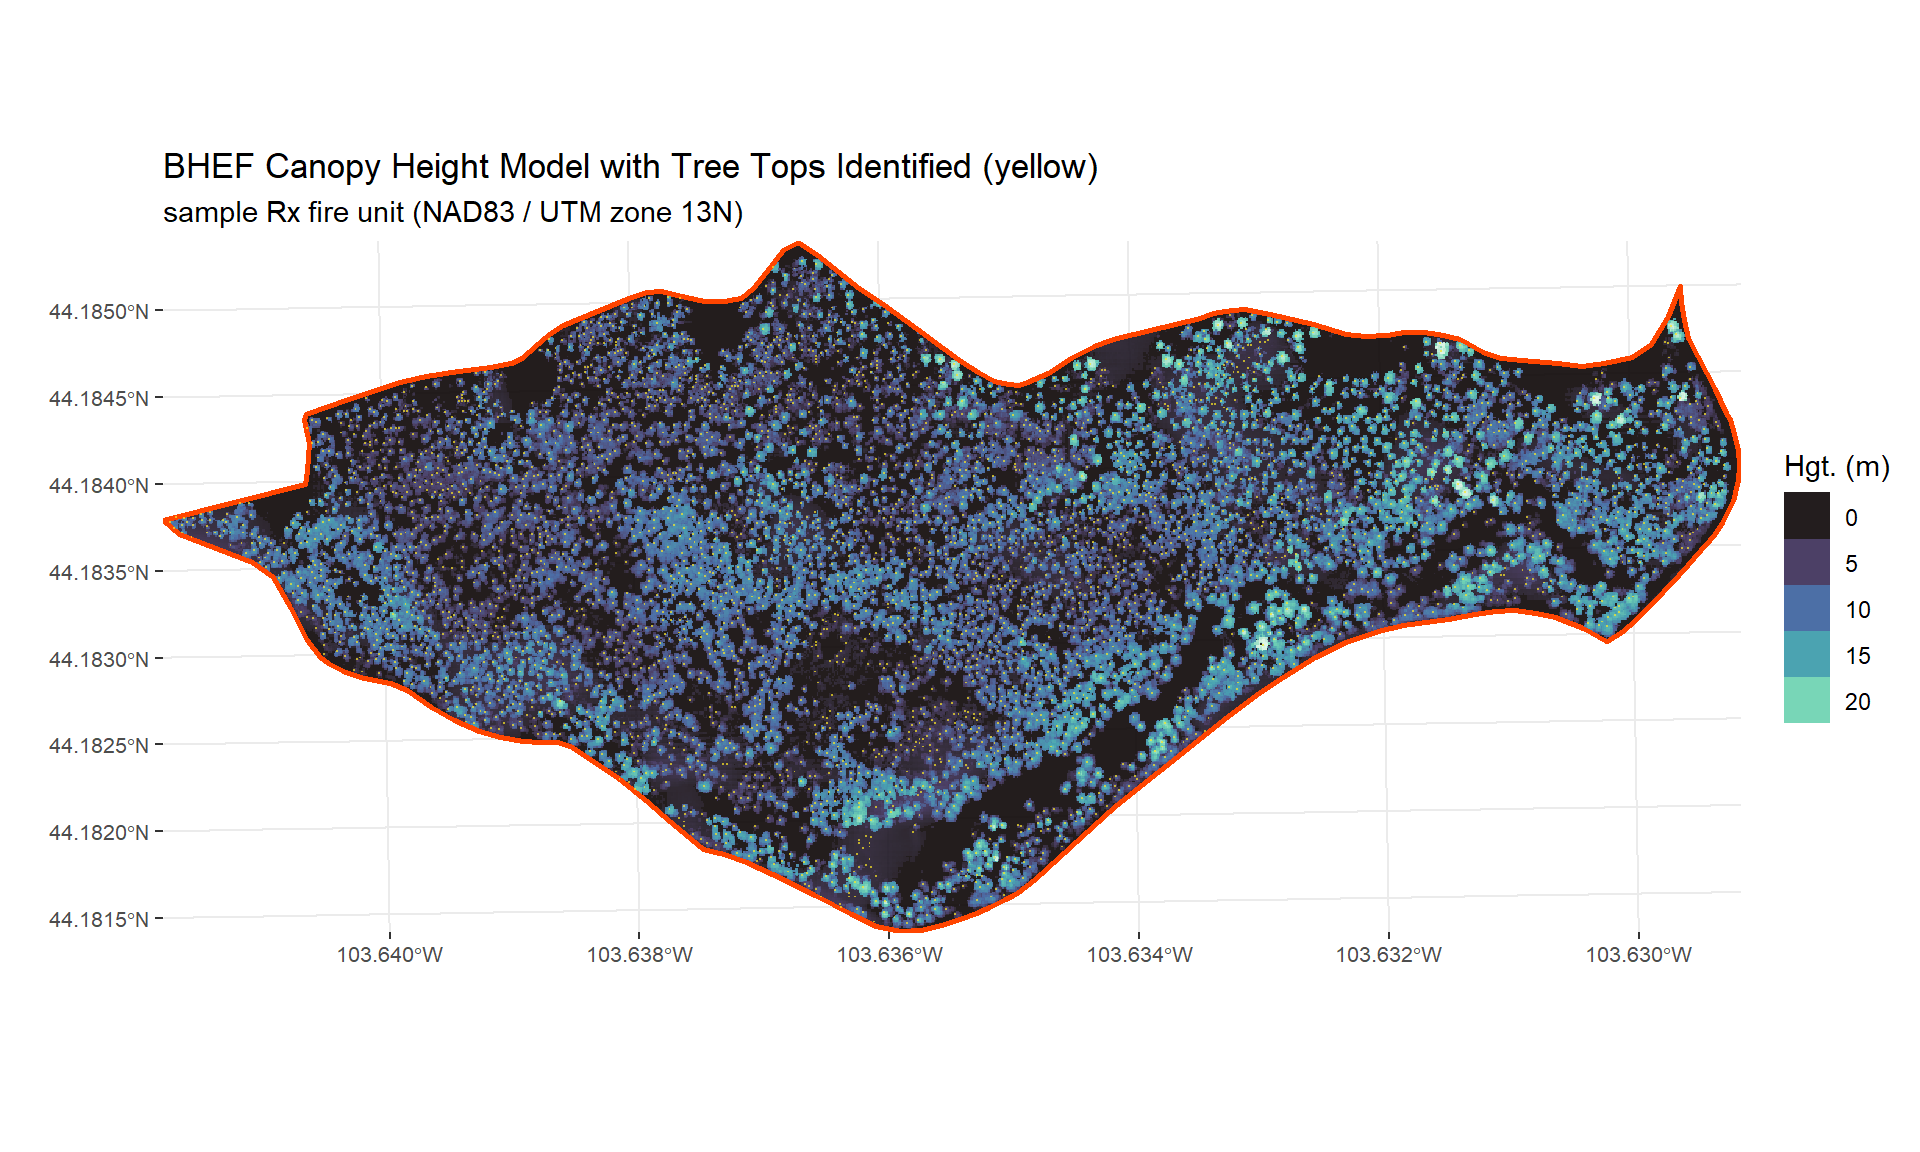 BHEF Canopy Height Model with Tree Tops Identified (yellow)
sample Rx fire unit (NAD83 / UTM zone 13N)
44.1850°N
44.1845°N
44.1840°N
44.1835°N
44.1830°N
44.1825°N
44.1820°N
44.1815°N
103.640°W
103.638°W
103.636°W
103.634°W
103.632°W
103.630°W
Hgt. (m)
0
5
10
15
20